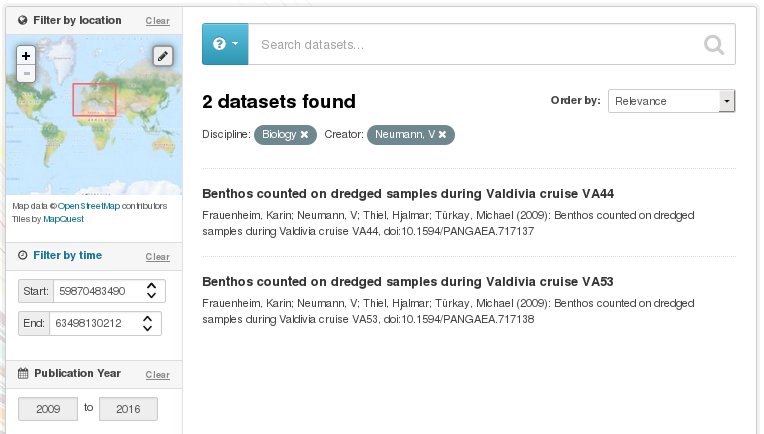 Filter by location Clear
+
-
Map data © OpenStreetMap contributors
Tiles by MapQuest
Filter by time Clear
Start: 59870483490
End: 63498130212
Publication Year Clear
2009 to 2016
? Search datasets...
2 datasets found Order by: Relevance
Discipline: Biology × Creator: Neumann, V ×
Benthos counted on dredged samples during Valdivia cruise VA44
Frauenheim, Karin; Neumann, V; Thiel, Hjalmar; Türkay, Michael (2009): Benthos counted on dredged
samples during Valdivia cruise VA44, doi:10.1594/PANGAEA.717137
Benthos counted on dredged samples during Valdivia cruise VA53
Frauenheim, Karin; Neumann, V; Thiel, Hjalmar; Türkay, Michael (2009): Benthos counted on dredged
samples during Valdivia cruise VA53, doi:10.1594/PANGAEA.717138